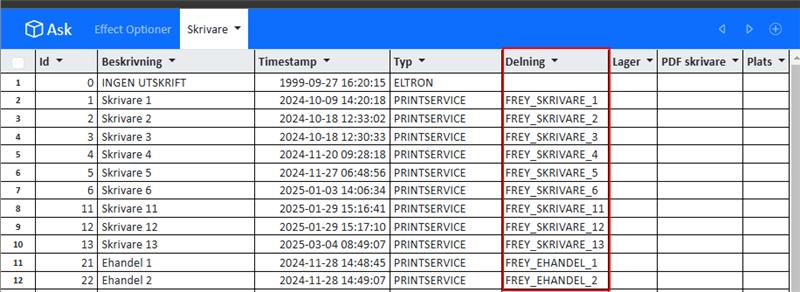 Ask Effect Optioner Skrivare
Id Beskrivning Timestamp Typ Delning Lager PDF skrivare Plats
1 0 INGEN UTSKRIFT 1999-09-27 16:20:15 ELTRON
2 1 Skrivare 1 2024-10-09 14:20:18 PRINTSERVICE FREY_SKRIVARE_1
3 2 Skrivare 2 2024-10-18 12:33:02 PRINTSERVICE FREY_SKRIVARE_2
4 3 Skrivare 3 2024-10-18 12:30:33 PRINTSERVICE FREY_SKRIVARE_3
5 4 Skrivare 4 2024-11-20 09:28:18 PRINTSERVICE FREY_SKRIVARE_4
6 5 Skrivare 5 2024-11-27 06:48:56 PRINTSERVICE FREY_SKRIVARE_5
7 6 Skrivare 6 2025-01-03 14:06:34 PRINTSERVICE FREY_SKRIVARE_6
8 11 Skrivare 11 2025-01-29 15:16:41 PRINTSERVICE FREY_SKRIVARE_11
9 12 Skrivare 12 2025-01-29 15:17:10 PRINTSERVICE FREY_SKRIVARE_12
10 13 Skrivare 13 2025-03-04 08:49:07 PRINTSERVICE FREY_SKRIVARE_13
11 21 Ehandel 1 2024-11-28 14:48:45 PRINTSERVICE FREY_EHANDEL_1
12 22 Ehandel 2 2024-11-28 14:49:07 PRINTSERVICE FREY_EHANDEL_2